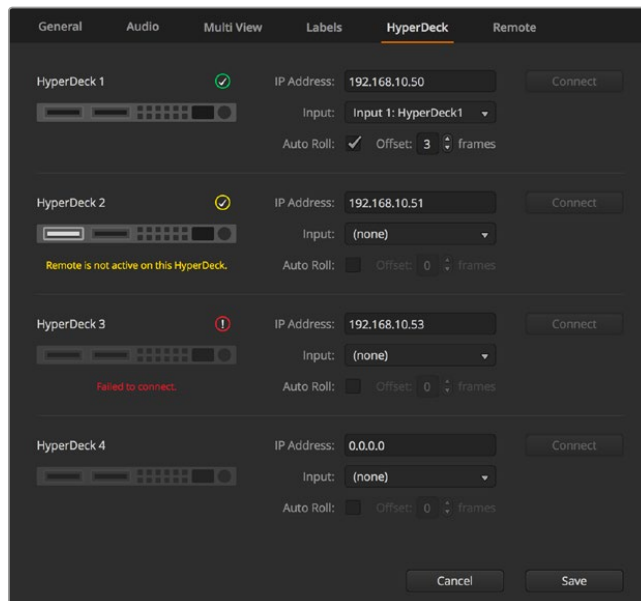 General Audio Multi View Labels HyperDeck Remote
HyperDeck 1 IP Address: 192.168.10.50 Connect
Input: Input 1: HyperDeck1
Auto Roll: Offset: 3 frames
HyperDeck 2 IP Address: 192.168.10.51 Connect
Input: (none)
Remote is not active on this HyperDeck. Auto Roll: Offset: 0 frames
HyperDeck 3 IP Address: 192.168.10.53 Connect
Input: (none)
Failed to connect. Auto Roll: Offset: 0 frames
HyperDeck 4 IP Address: 0.0.0.0 Connect
Input: (none)
Auto Roll: Offset: 0 frames
Cancel Save